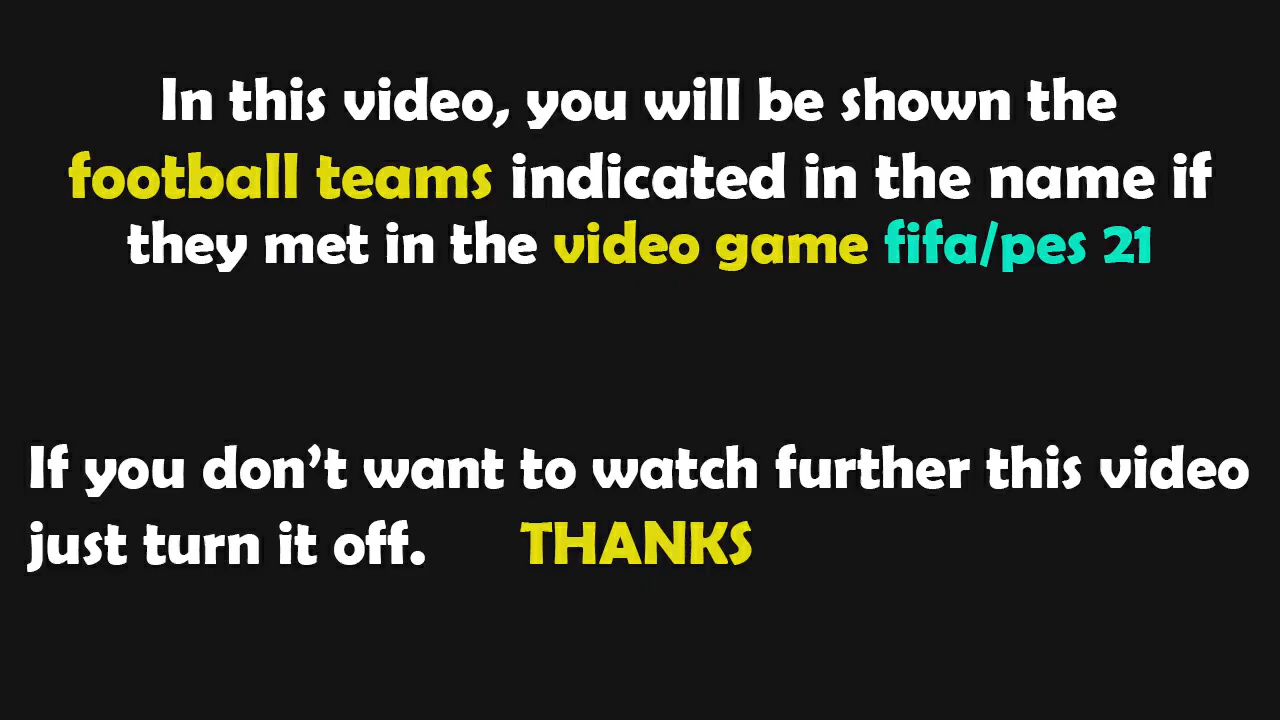 In this video, you will be shown the
football teams indicated in the name if
they met in the video game fifa/pes 21
If you don’t want to watch further this video
just turn it off. THANKS